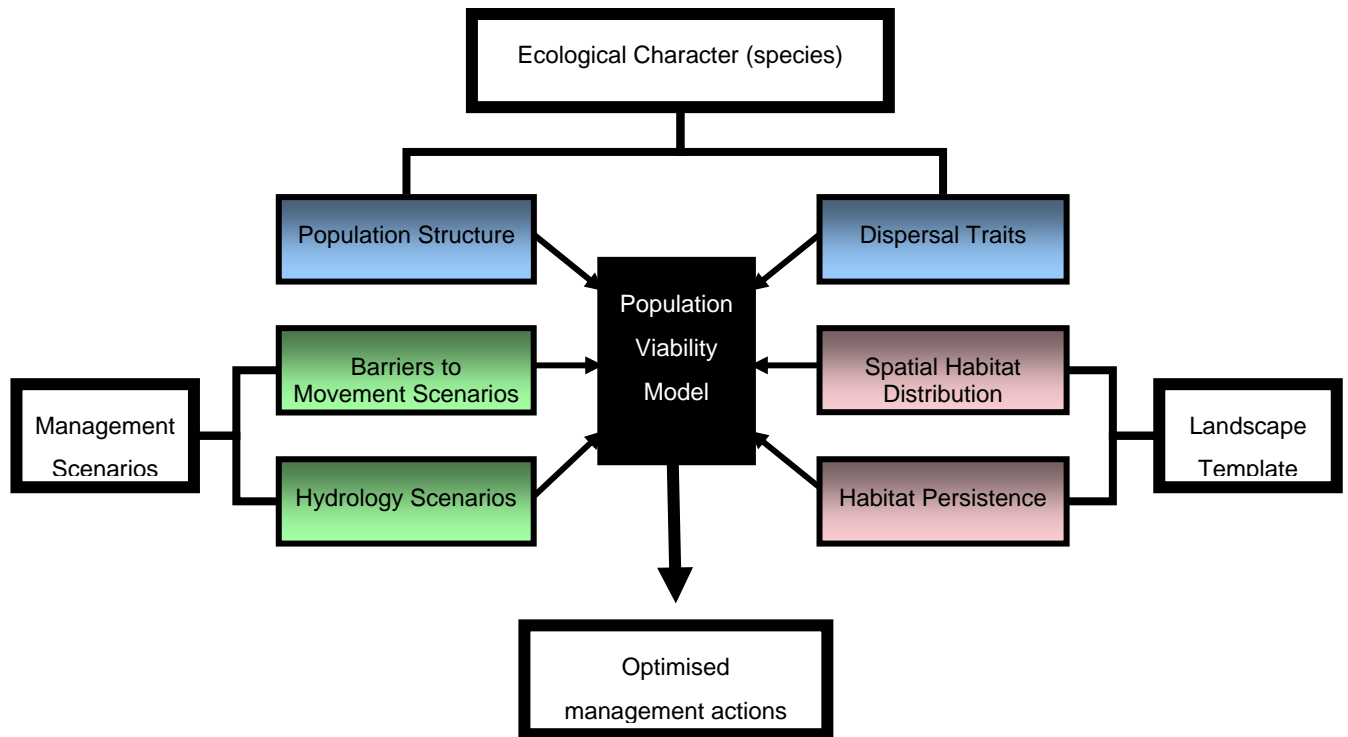 Ecological Character (species)
Population Structure
Dispersal Traits
Population
Viability
Model
Barriers to
Movement Scenarios
Spatial Habitat
Distribution
Management
Scenarios
Landscape
Template
Hydrology Scenarios
Habitat Persistence
Optimised
management actions